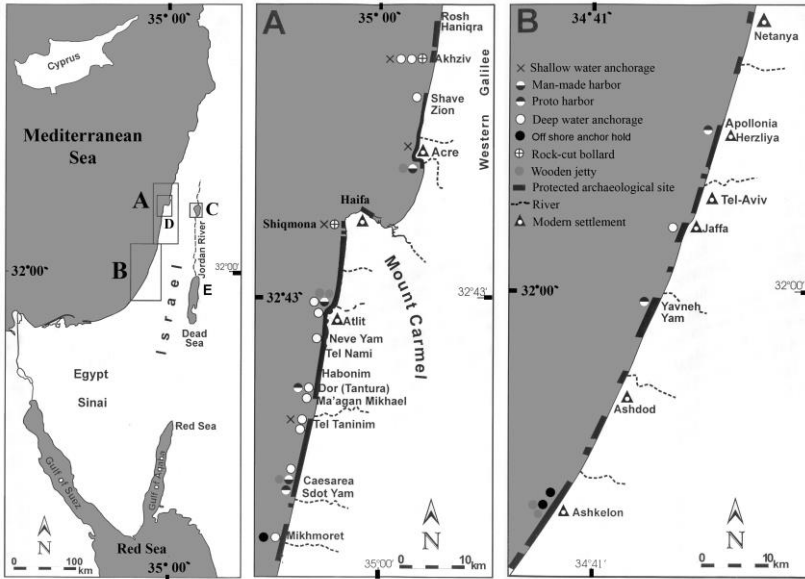 35°00'
Cyprus
Mediterranean
Sea
A
D
C
B
Jordan River
32°00'
32°00'
Israel
E
Dead
Sea
Egypt
Sinai
Red Sea
Gulf of Suez
Gulf of Aqaba
N
0 100
km
Red Sea
35°00'
A
35°00'
Rosh
Haniqra
Akhziv
Western Galilee
Shave
Zion
Acre
Haifa
Shiqmona
32°43'
32°43'
Mount Carmel
Atlit
Neve Yam
Tel Nami
Habonim
Dor (Tantura)
Ma'agan Mikhael
Tel Taninim
Caesarea
Sdot Yam
Mikhmoret
N
35°00'
0 10
km
B
34°41'
Netanya
Shallow water anchorage
Man-made harbor
Proto harbor
Deep water anchorage
Off shore anchor hold
Rock-cut bollard
Wooden jetty
Protected archaeological site
River
Modern settlement
Apollonia
Herzliya
Tel-Aviv
Jaffa
32°00'
32°00'
Yavneh
Yam
Ashdod
Ashkelon
N
34°41'
0 10
km